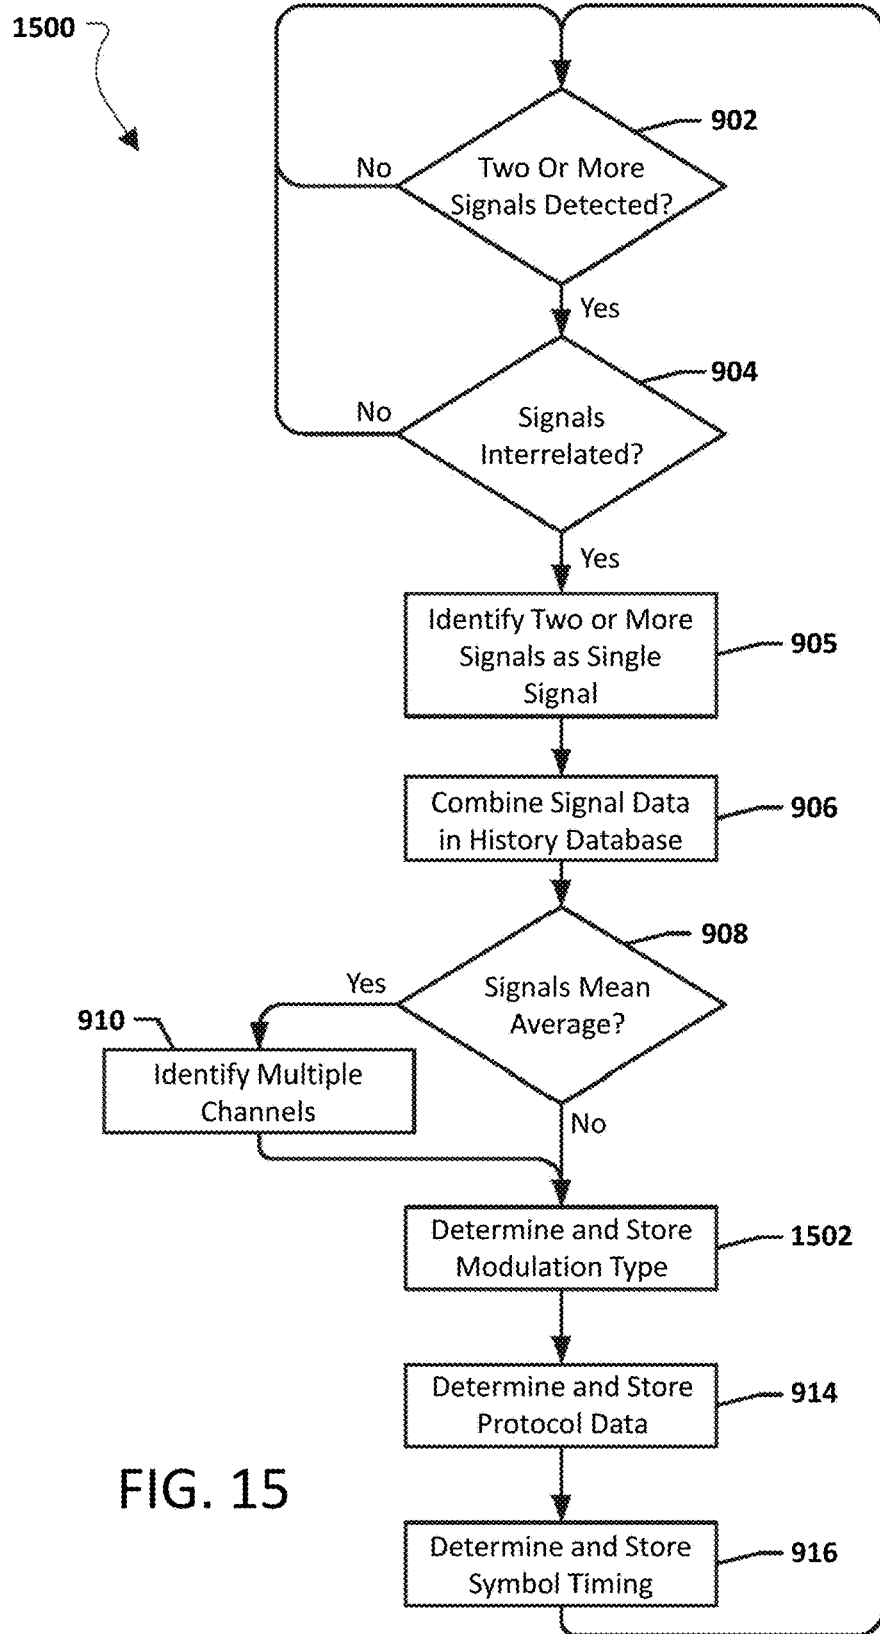 1500
902
No
Two Or More
Signals Detected?
Yes
904
No
Signals
Interrelated?
Yes
Identify Two or More
Signals as Single
Signal
905
Combine Signal Data
in History Database
906
908
Yes
Signals Mean
Average?
910
Identify Multiple
Channels
No
Determine and Store
Modulation Type
1502
Determine and Store
Protocol Data
914
FIG. 15
Determine and Store
Symbol Timing
916